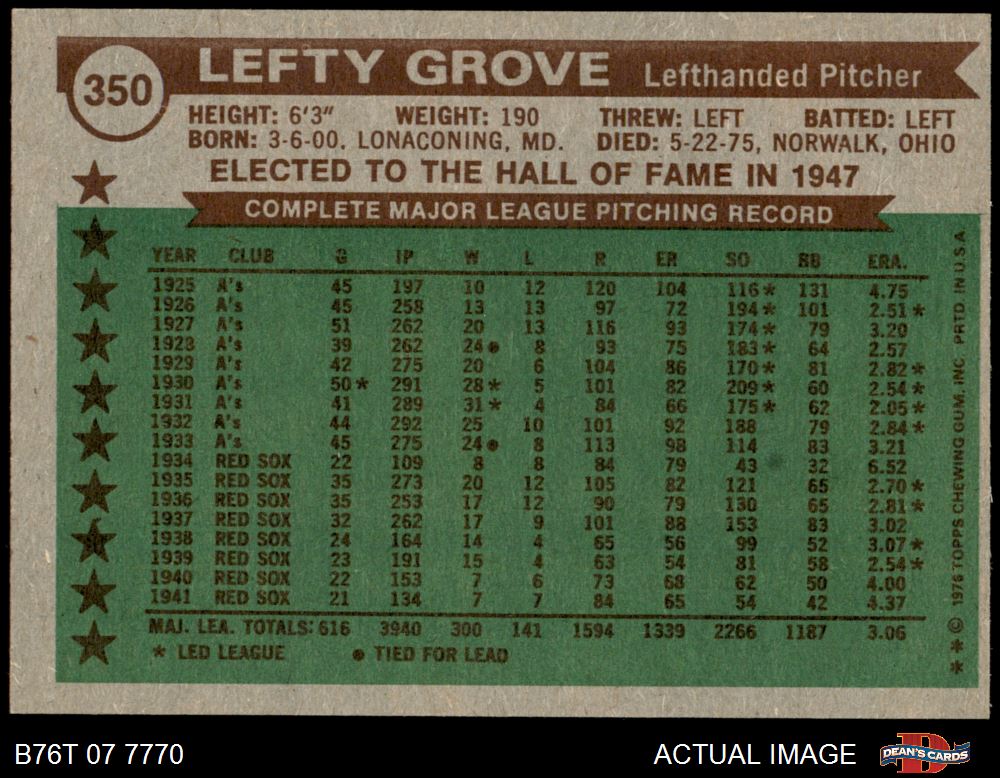 350
LEFTY GROVE Lefthanded Pitcher
HEIGHT: 6'3" WEIGHT: 190 THREW: LEFT BATTED: LEFT
BORN: 3-6-00, LONACONING, MD. DIED: 5-22-75, NORWALK, OHIO
ELECTED TO THE HALL OF FAME IN 1947
COMPLETE MAJOR LEAGUE PITCHING RECORD
YEAR CLUB G IP W L R ER SO BB ERA.
1925 A's 45 197 10 12 120 104 116* 131 4.75
1926 A's 45 258 13 13 97 72 194* 101 2.51*
1927 A's 51 262 20 13 116 93 174* 79 3.20
1928 A's 39 262 24● 8 93 75 183* 64 2.57
1929 A's 42 275 20 6 104 86 170* 81 2.82*
1930 A's 50* 291 28* 5 101 82 209* 60 2.54*
1931 A's 41 289 31* 4 84 66 175* 62 2.05*
1932 A's 44 292 25 10 101 92 188 79 2.84*
1933 A's 45 275 24● 8 113 98 114 83 3.21
1934 RED SOX 22 109 8 8 84 79 43 32 6.52
1935 RED SOX 35 273 20 12 105 82 121 65 2.70*
1936 RED SOX 35 253 17 12 90 79 130 65 2.81*
1937 RED SOX 32 262 17 9 101 88 153 83 3.02
1938 RED SOX 24 164 14 4 65 56 99 52 3.07*
1939 RED SOX 23 191 15 4 63 54 81 58 2.54*
1940 RED SOX 22 153 7 6 73 68 62 50 4.00
1941 RED SOX 21 134 7 7 84 65 54 42 4.37
MAJ. LEA. TOTALS: 616 3940 300 141 1594 1339 2266 1187 3.06
* LED LEAGUE ● TIED FOR LEAD
* * © 1976 TOPPS CHEWING GUM, INC. PRTD. IN U.S.A.
B76T 07 7770 ACTUAL IMAGE DEAN'S CARDS